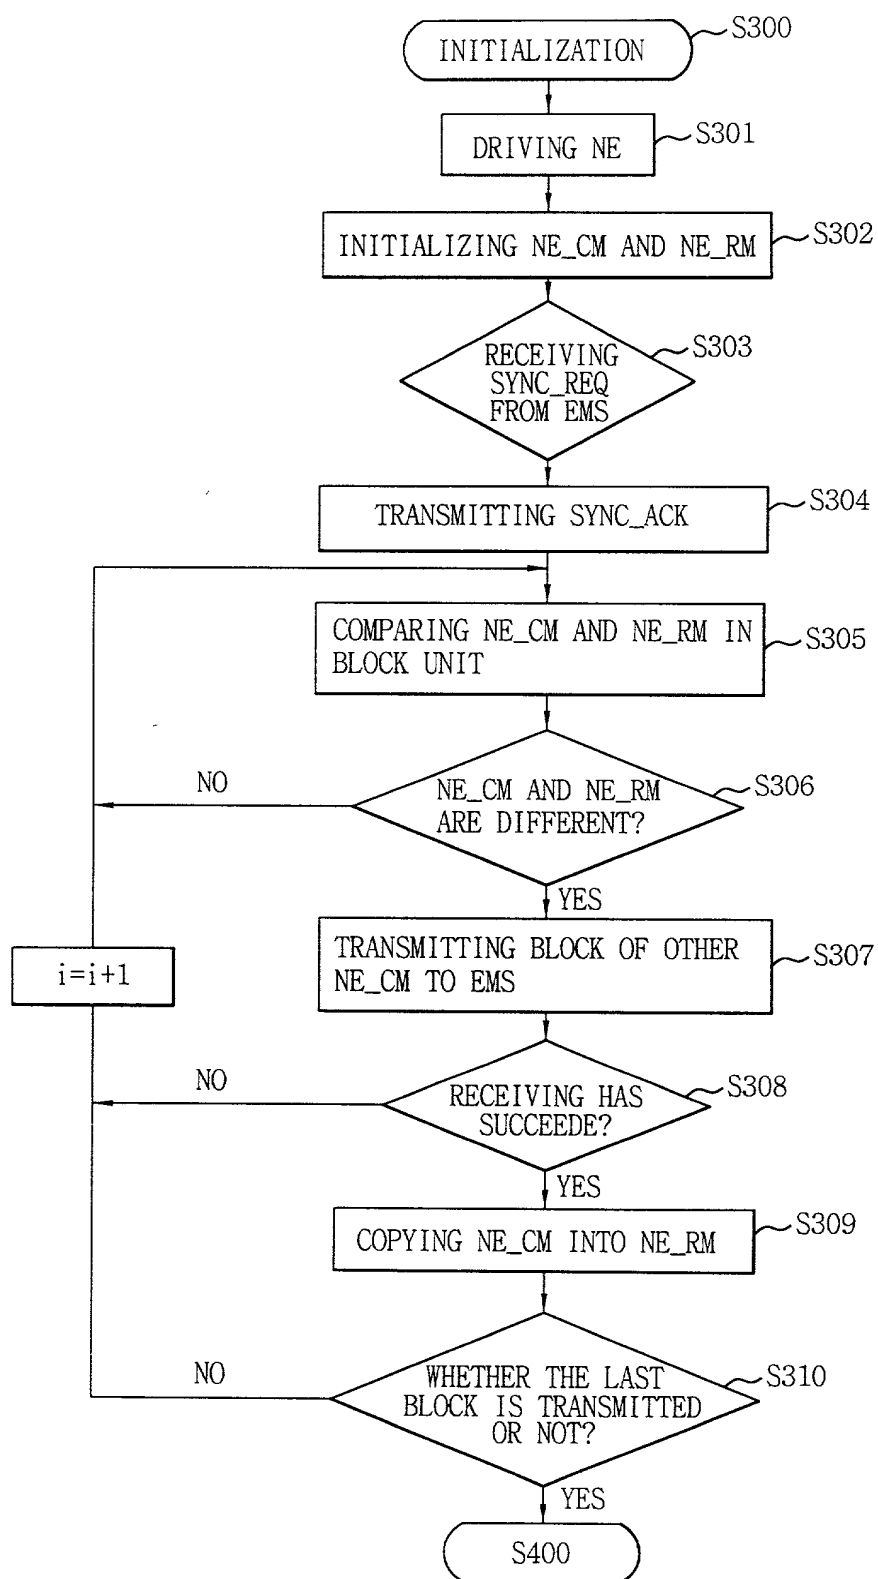 INITIALIZATION
S300
DRIVING NE
S301
INITIALIZING NE_CM AND NE_RM
S302
RECEIVING
SYNC_REQ
FROM EMS
S303
TRANSMITTING SYNC_ACK
S304
COMPARING NE_CM AND NE_RM IN
BLOCK UNIT
S305
NO
NE_CM AND NE_RM
ARE DIFFERENT?
S306
YES
i=i+1
TRANSMITTING BLOCK OF OTHER
NE_CM TO EMS
S307
NO
RECEIVING HAS
SUCCEEDE?
S308
YES
COPYING NE_CM INTO NE_RM
S309
NO
WHETHER THE LAST
BLOCK IS TRANSMITTED
OR NOT?
S310
YES
S400